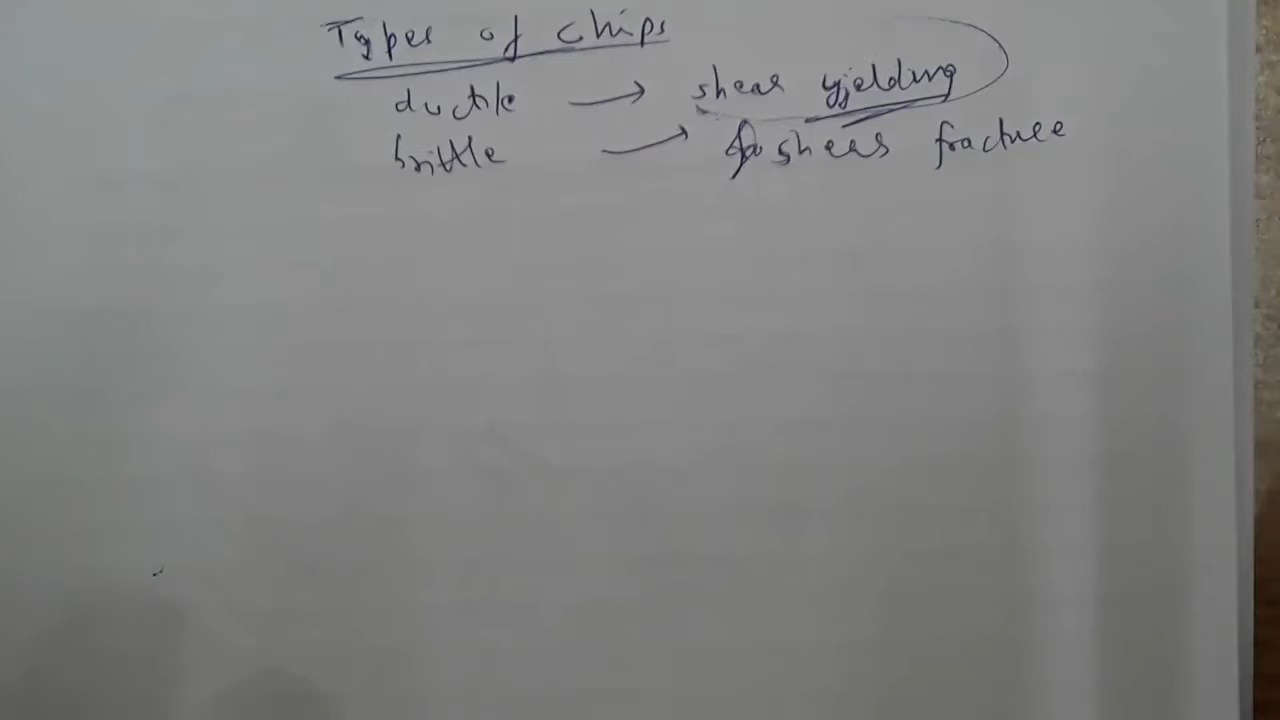 Types of chips
ductile → shear yielding
brittle → shear fracture